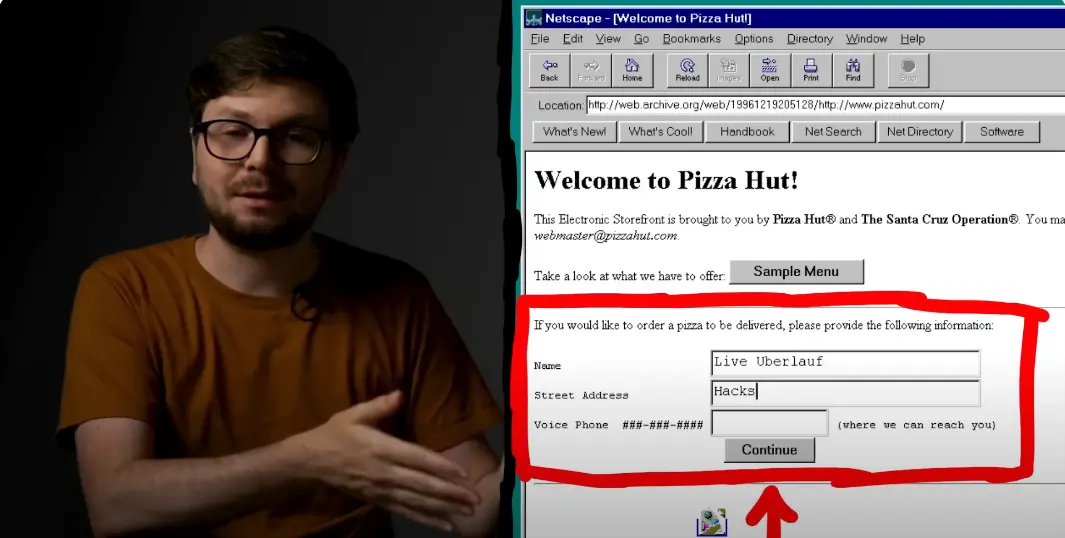 Netscape - [Welcome to Pizza Hut!]
File Edit View Go Bookmarks Options Directory Window Help
Back Forward Home Reload Images Open Print Find Stop
Location: http://web.archive.org/web/19961219205128/http://www.pizzahut.com/
What's New! What's Cool! Handbook Net Search Net Directory Software
Welcome to Pizza Hut!
This Electronic Storefront is brought to you by Pizza Hut® and The Santa Cruz Operation®. You ma
webmaster@pizzahut.com.
Take a look at what we have to offer: Sample Menu
If you would like to order a pizza to be delivered, please provide the following information:
Name Live Uberlauf
Street Address Hacks
Voice Phone ###-###-#### (where we can reach you)
Continue